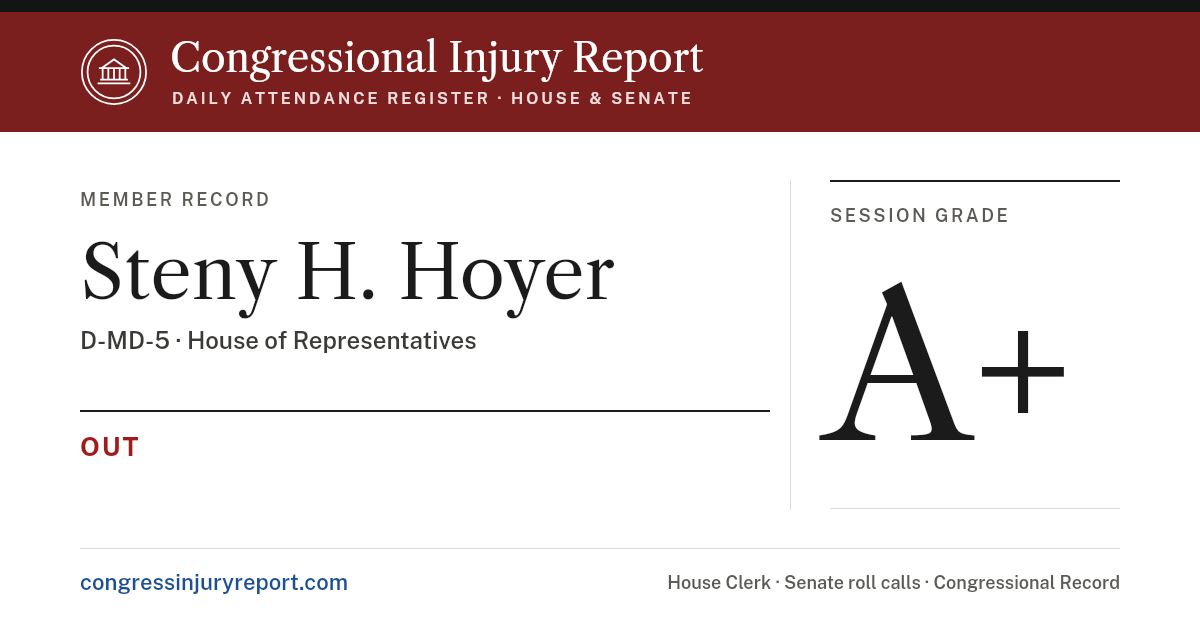 Congressional Injury Report
DAILY ATTENDANCE REGISTER · HOUSE & SENATE
MEMBER RECORD
Steny H. Hoyer
D-MD-5 · House of Representatives
OUT
SESSION GRADE
A+
congressinjuryreport.com
House Clerk · Senate roll calls · Congressional Record